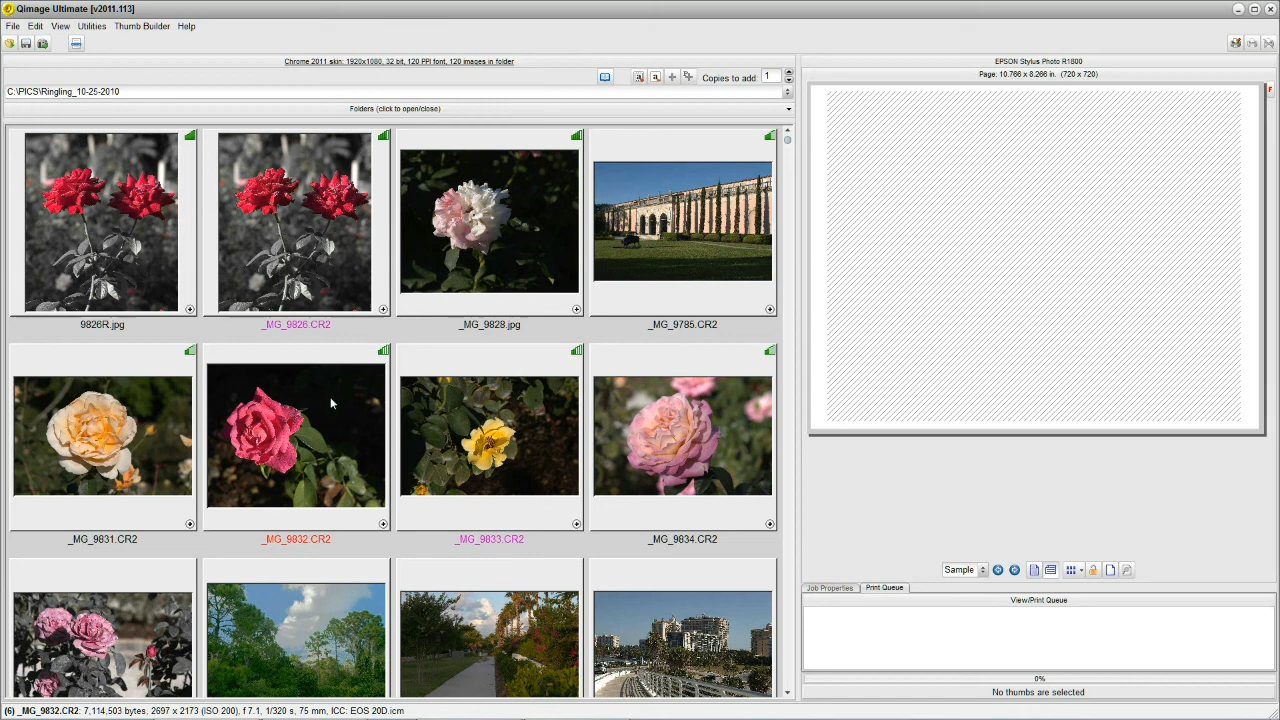 Qimage Ultimate [v2011.113]
File Edit View Utilities Thumb Builder Help
Chrome 2011 skin: 1920x1080, 32 bit, 120 PPI font, 120 images in folder
Copies to add: 1
C:\PICS\Ringling_10-25-2010
Folders (click to open/close)
9826R.jpg
_MG_9826.CR2
_MG_9828.jpg
_MG_9785.CR2
_MG_9831.CR2
_MG_9832.CR2
_MG_9833.CR2
_MG_9834.CR2
(6) _MG_9832.CR2: 7,114,503 bytes, 2697 x 2173 (ISO 200), f 7.1, 1/320 s, 75 mm, ICC: EOS 20D.icm
EPSON Stylus Photo R1800
Page: 10.766 x 8.266 in. (720 x 720)
F
Sample
Job Properties Print Queue
View/Print Queue
0%
No thumbs are selected